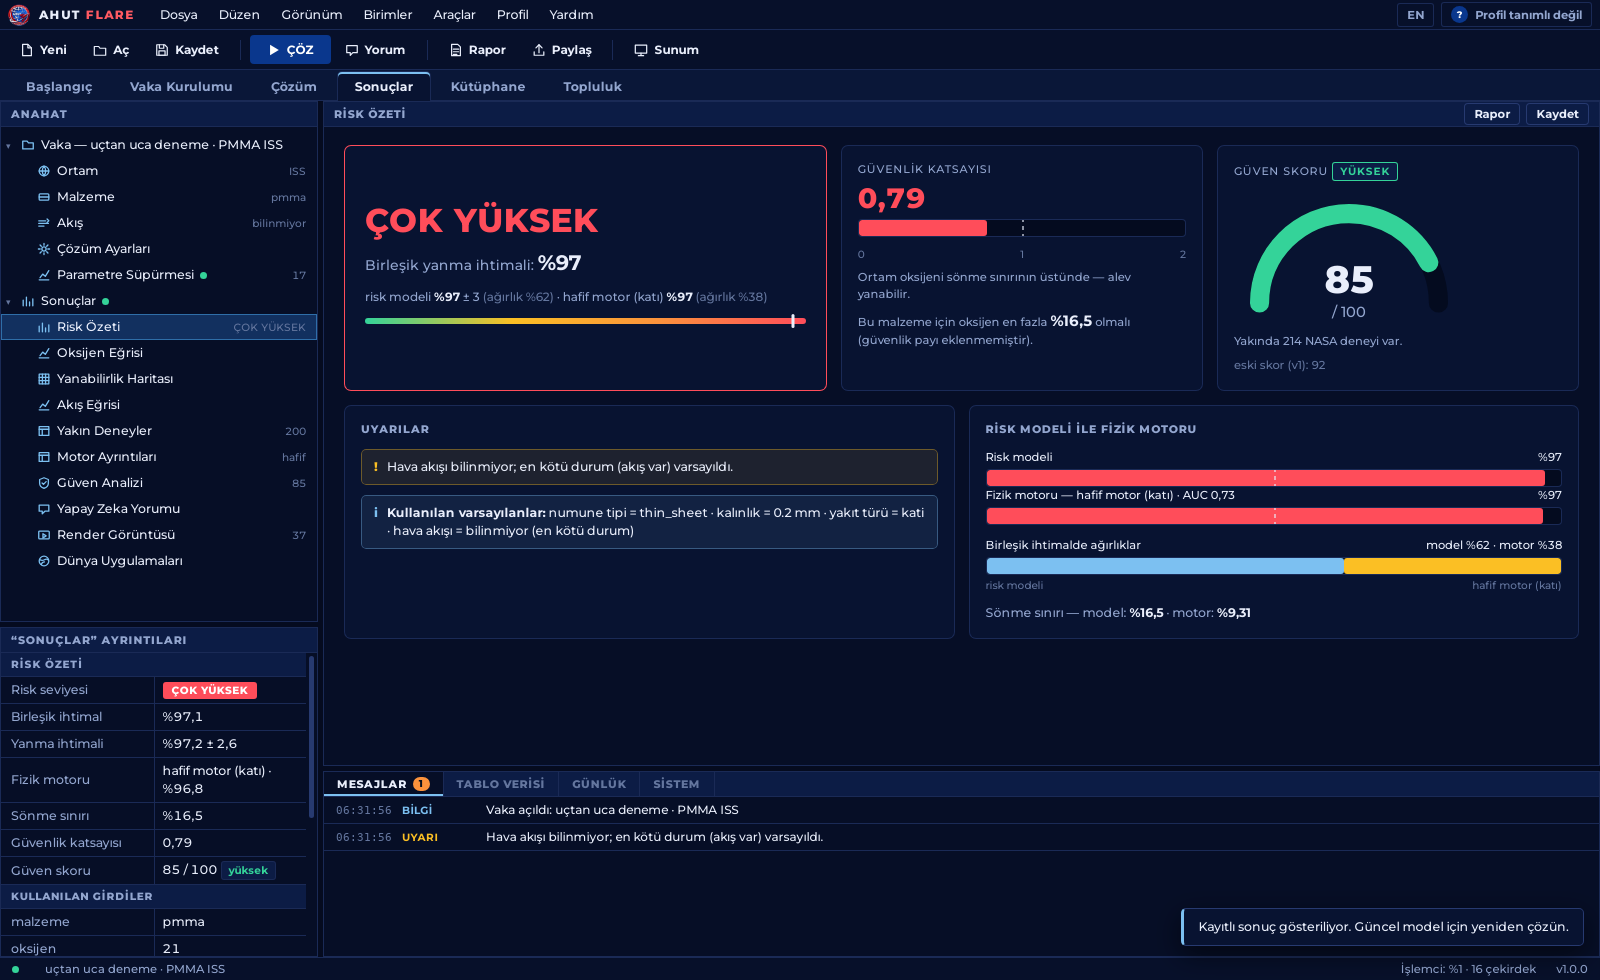 AHUT FLARE
Dosya Düzen Görünüm Birimler Araçlar Profil Yardım
EN
? Profil tanımlı değil
Yeni Aç Kaydet ÇÖZ Yorum Rapor Paylaş Sunum
Başlangıç Vaka Kurulumu Çözüm Sonuçlar Kütüphane Topluluk
ANAHAT
Vaka — uçtan uca deneme · PMMA ISS
Ortam ISS
Malzeme pmma
Akış bilinmiyor
Çözüm Ayarları
Parametre Süpürmesi 17
Sonuçlar
Risk Özeti ÇOK YÜKSEK
Oksijen Eğrisi
Yanabilirlik Haritası
Akış Eğrisi
Yakın Deneyler 200
Motor Ayrıntıları hafif
Güven Analizi 85
Yapay Zeka Yorumu
Render Görüntüsü 37
Dünya Uygulamaları
“SONUÇLAR” AYRINTILARI
RİSK ÖZETİ
Risk seviyesi ÇOK YÜKSEK
Birleşik ihtimal %97,1
Yanma ihtimali %97,2 ± 2,6
Fizik motoru hafif motor (katı) ·
%96,8
Sönme sınırı %16,5
Güvenlik katsayısı 0,79
Güven skoru 85 / 100 yüksek
KULLANILAN GİRDİLER
malzeme pmma
oksijen 21
RİSK ÖZETİ
Rapor Kaydet
ÇOK YÜKSEK
Birleşik yanma ihtimali: %97
risk modeli %97 ± 3 (ağırlık %62) · hafif motor (katı) %97 (ağırlık %38)
GÜVENLİK KATSAYISI
0,79
0 1 2
Ortam oksijeni sönme sınırının üstünde — alev
yanabilir.
Bu malzeme için oksijen en fazla %16,5 olmalı
(güvenlik payı eklenmemiştir).
GÜVEN SKORU YÜKSEK
85
/ 100
Yakında 214 NASA deneyi var.
eski skor (v1): 92
UYARILAR
! Hava akışı bilinmiyor; en kötü durum (akış var) varsayıldı.
i Kullanılan varsayılanlar: numune tipi = thin_sheet · kalınlık = 0.2 mm · yakıt türü = kati
· hava akışı = bilinmiyor (en kötü durum)
RİSK MODELİ İLE FİZİK MOTORU
Risk modeli %97
Fizik motoru — hafif motor (katı) · AUC 0,73 %97
Birleşik ihtimalde ağırlıklar model %62 · motor %38
risk modeli hafif motor (katı)
Sönme sınırı — model: %16,5 · motor: %9,31
MESAJLAR 1 TABLO VERİSİ GÜNLÜK SİSTEM
06:31:56 BİLGİ Vaka açıldı: uçtan uca deneme · PMMA ISS
06:31:56 UYARI Hava akışı bilinmiyor; en kötü durum (akış var) varsayıldı.
Kayıtlı sonuç gösteriliyor. Güncel model için yeniden çözün.
uçtan uca deneme · PMMA ISS
İşlemci: %1 · 16 çekirdek v1.0.0